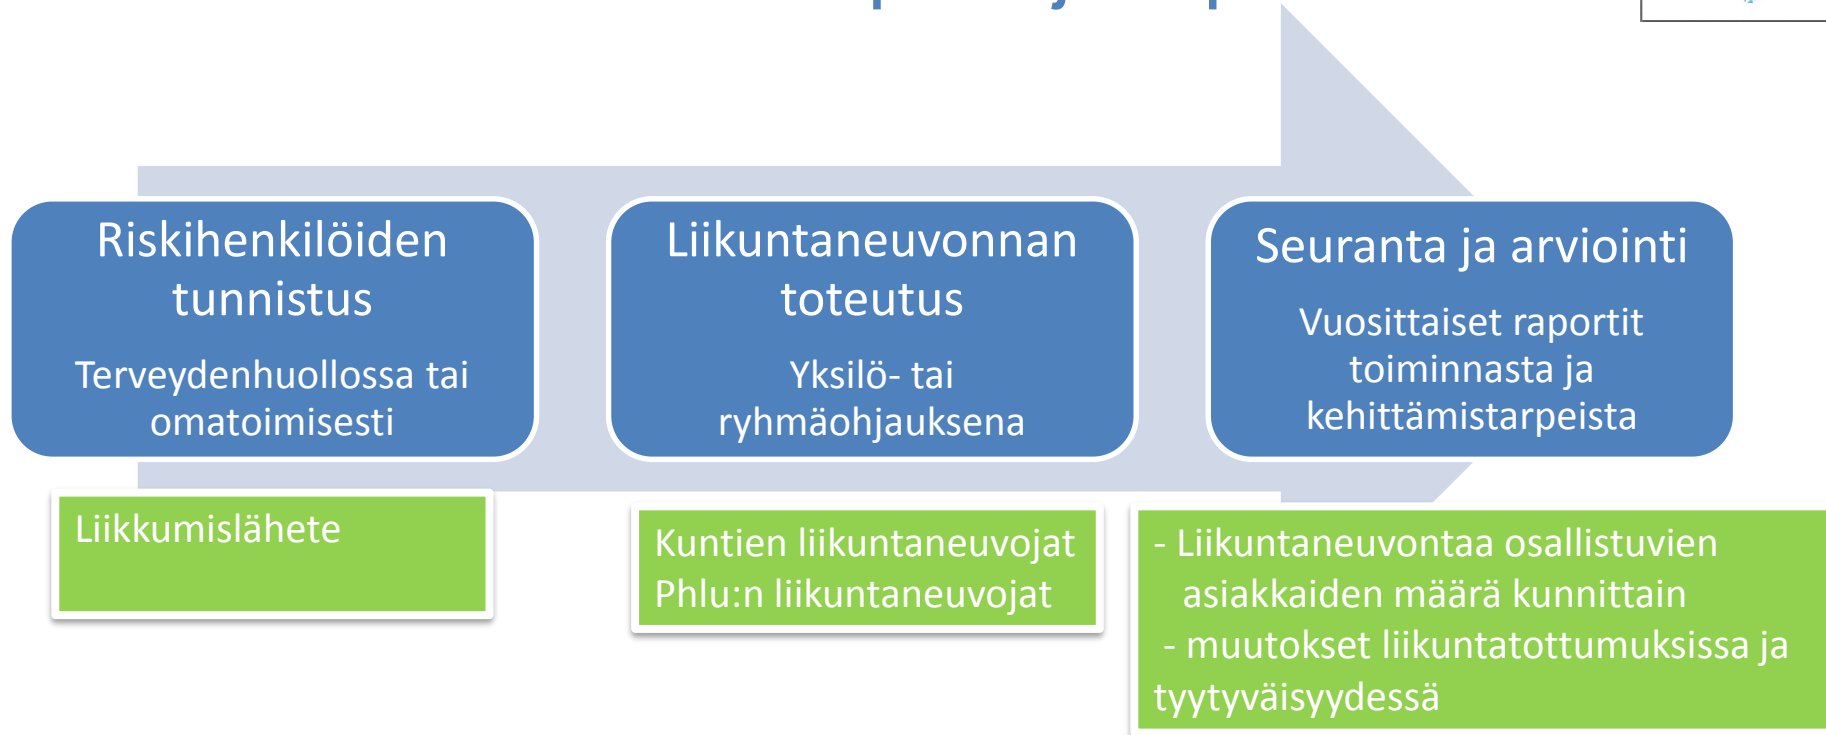 Riskihenkilöiden
tunnistus
Terveydenhuollossa tai
omatoimisesti
Liikkumislähete
Liikuntaneuvonnan
toteutus
Yksilö- tai
ryhmäohjauksena
Kuntien liikuntaneuvojat
Phlu:n liikuntaneuvojat
Seuranta ja arviointi
Vuosittaiset raportit
toiminnasta ja
kehittämistarpeista
- Liikuntaneuvontaa osallistuvien
asiakkaiden määrä kunnittain
- muutokset liikuntatottumuksissa ja
tyytyväisyydessä